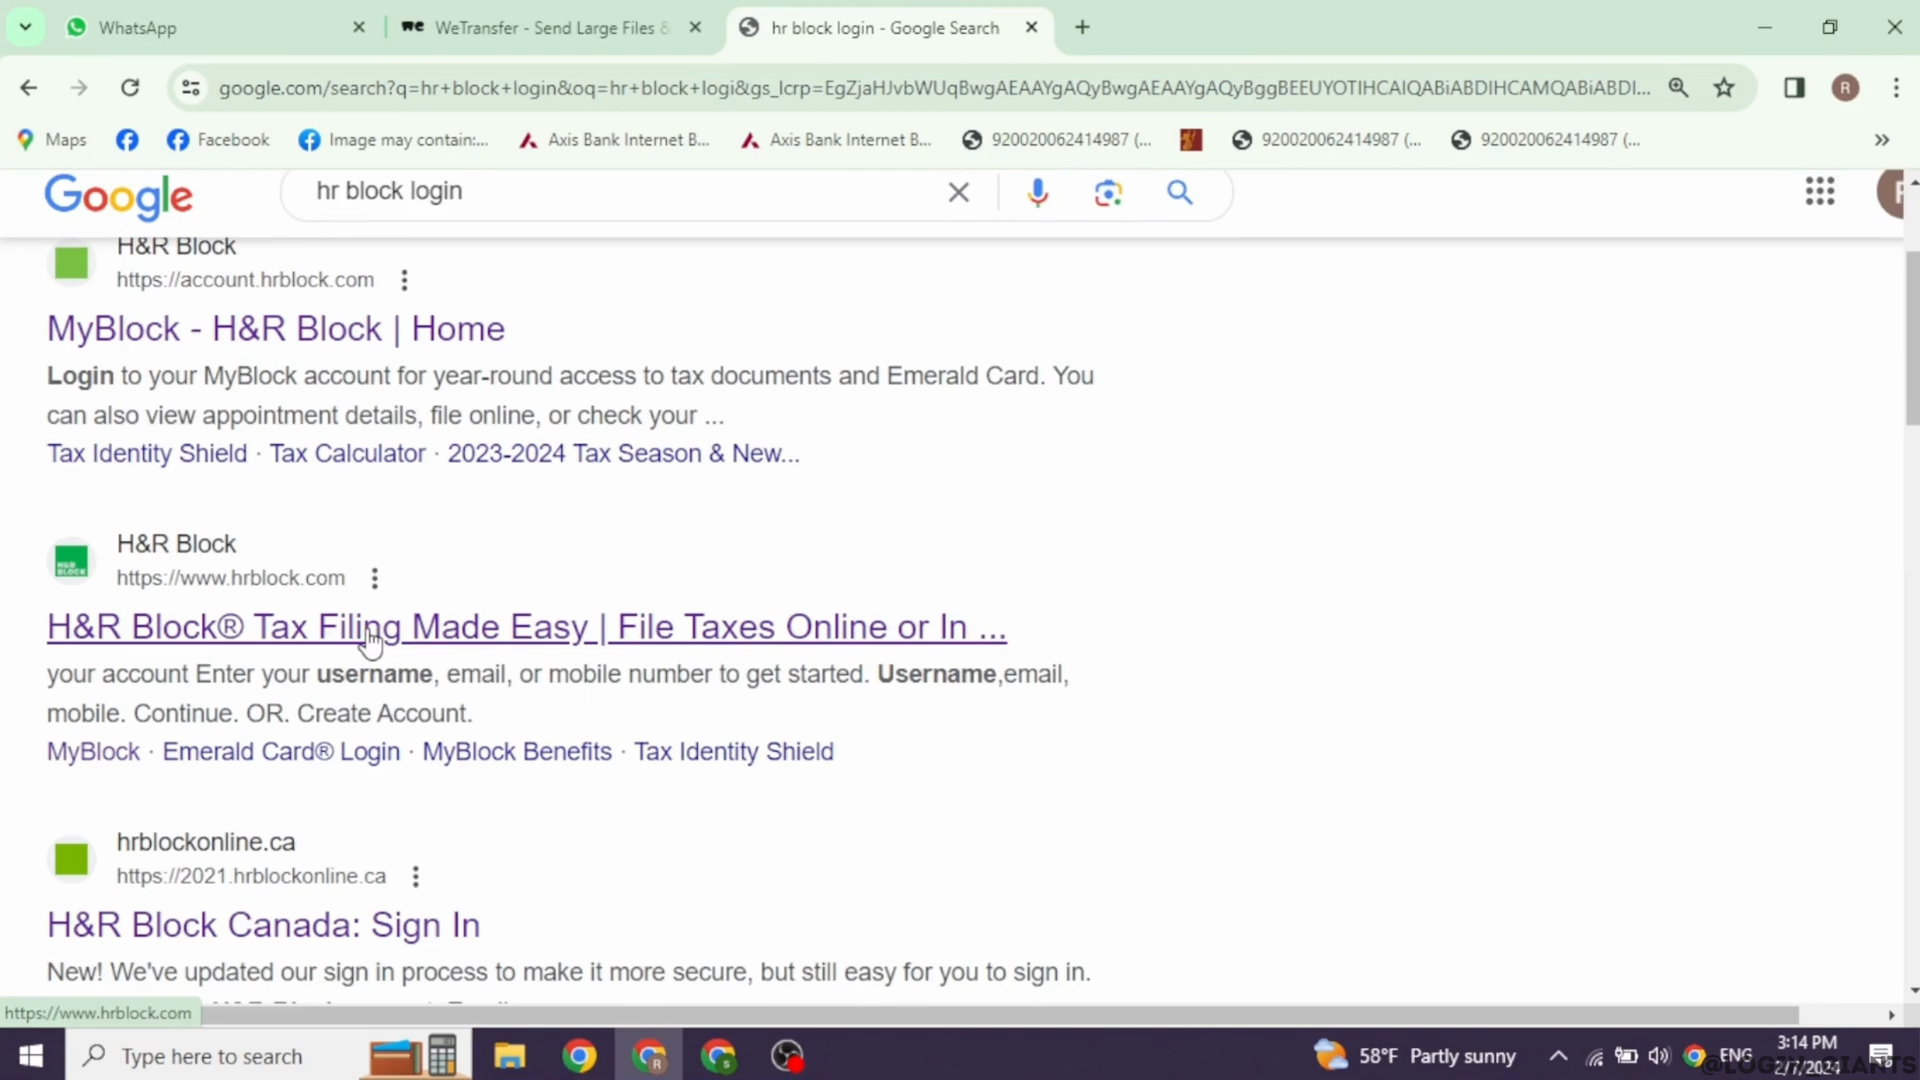 WhatsApp
WeTransfer - Send Large Files &
hr block login - Google Search
google.com/search?q=hr+block+login&oq=hr+block+logi&gs_lcrp=EgZjaHJvbWUqBwgAEAAYgAQyBwgAEAAYgAQyBggBEEUYOTIHCAIQABiABDIHCAMQABiABDI...
R
Maps
Facebook
Image may contain:...
Axis Bank Internet B...
Axis Bank Internet B...
920020062414987 (...
920020062414987 (...
920020062414987 (...
Google
hr block login
H&R Block
https://account.hrblock.com
MyBlock - H&R Block | Home
Login to your MyBlock account for year-round access to tax documents and Emerald Card. You
can also view appointment details, file online, or check your ...
Tax Identity Shield · Tax Calculator · 2023-2024 Tax Season & New...
H&R Block
https://www.hrblock.com
H&R Block® Tax Filing Made Easy | File Taxes Online or In ...
your account Enter your username, email, or mobile number to get started. Username,email,
mobile. Continue. OR. Create Account.
MyBlock · Emerald Card® Login · MyBlock Benefits · Tax Identity Shield
hrblockonline.ca
https://2021.hrblockonline.ca
H&R Block Canada: Sign In
New! We've updated our sign in process to make it more secure, but still easy for you to sign in.
https://www.hrblock.com
Type here to search
58°F Partly sunny
ENG
3:14 PM
2/7/2024